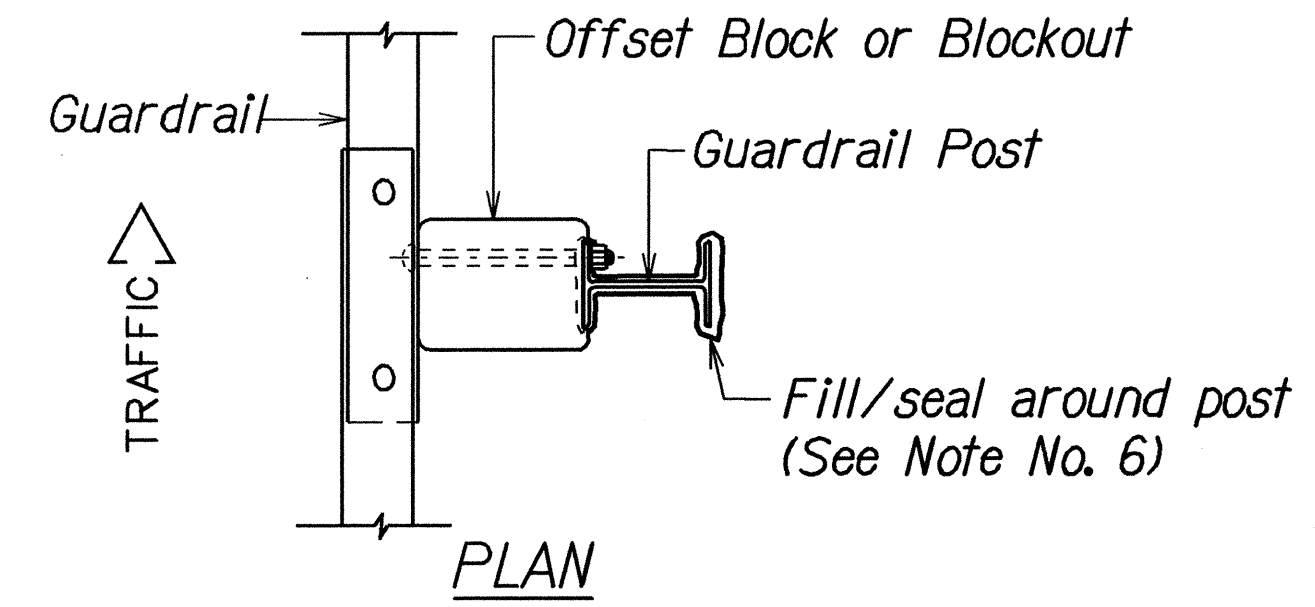 Offset Block or Blockout
Guardrail
Guardrail Post
TRAFFIC
Fill/seal around post
(See Note No. 6)
PLAN